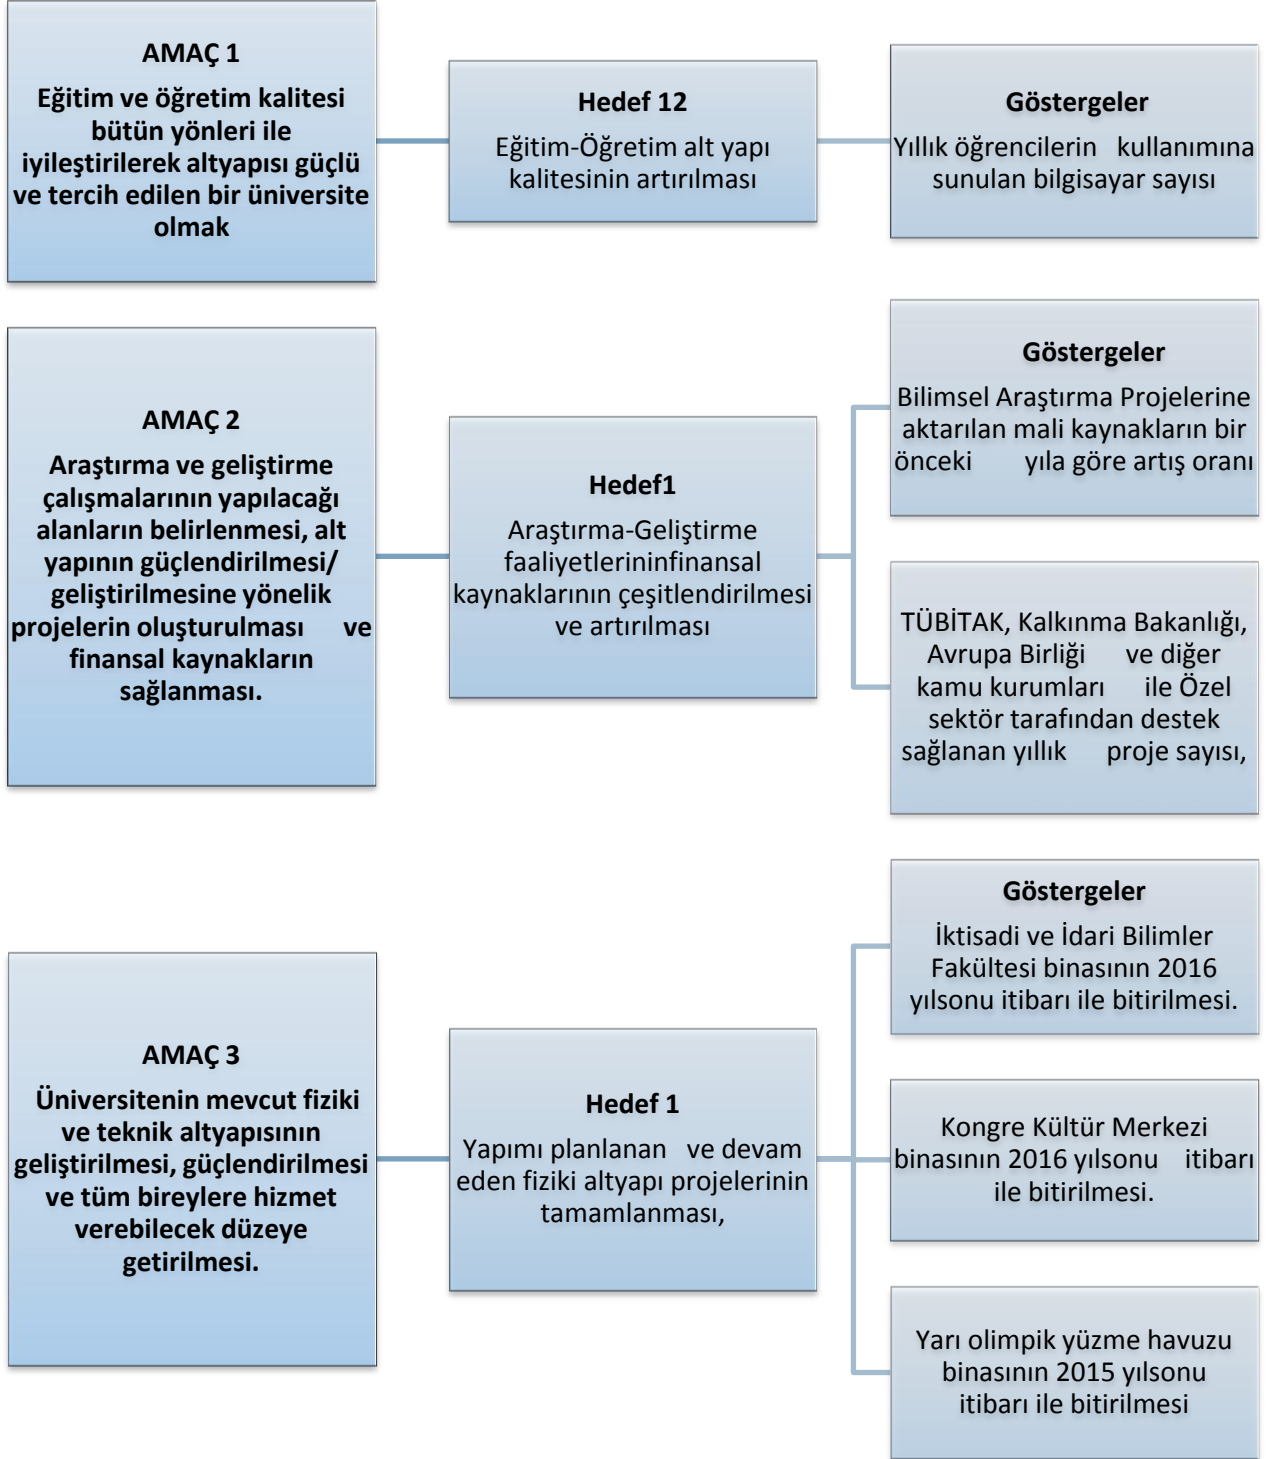 AMAÇ 1
Eğitim ve öğretim kalitesi
bütün yönleri ile
iyileştirilerek altyapısı güçlü
ve tercih edilen bir üniversite
olmak
Hedef 12
Eğitim-Öğretim alt yapı
kalitesinin artırılması
Göstergeler
Yıllık öğrencilerin kullanımına
sunulan bilgisayar sayısı
AMAÇ 2
Araştırma ve geliştirme
çalışmalarının yapılacağı
alanların belirlenmesi, alt
yapının güçlendirilmesi/
geliştirilmesine yönelik
projelerin oluşturulması ve
finansal kaynakların
sağlanması.
Hedef1
Araştırma-Geliştirme
faaliyetlerininfinansal
kaynaklarının çeşitlendirilmesi
ve artırılması
Göstergeler
Bilimsel Araştırma Projelerine
aktarılan mali kaynakların bir
önceki yıla göre artış oranı
TÜBİTAK, Kalkınma Bakanlığı,
Avrupa Birliği ve diğer
kamu kurumları ile Özel
sektör tarafından destek
sağlanan yıllık proje sayısı,
AMAÇ 3
Üniversitenin mevcut fiziki
ve teknik altyapısının
geliştirilmesi, güçlendirilmesi
ve tüm bireylere hizmet
verebilecek düzeye
getirilmesi.
Hedef 1
Yapımı planlanan ve devam
eden fiziki altyapı projelerinin
tamamlanması,
Göstergeler
İktisadi ve İdari Bilimler
Fakültesi binasının 2016
yılsonu itibarı ile bitirilmesi.
Kongre Kültür Merkezi
binasının 2016 yılsonu itibarı
ile bitirilmesi.
Yarı olimpik yüzme havuzu
binasının 2015 yılsonu
itibarı ile bitirilmesi